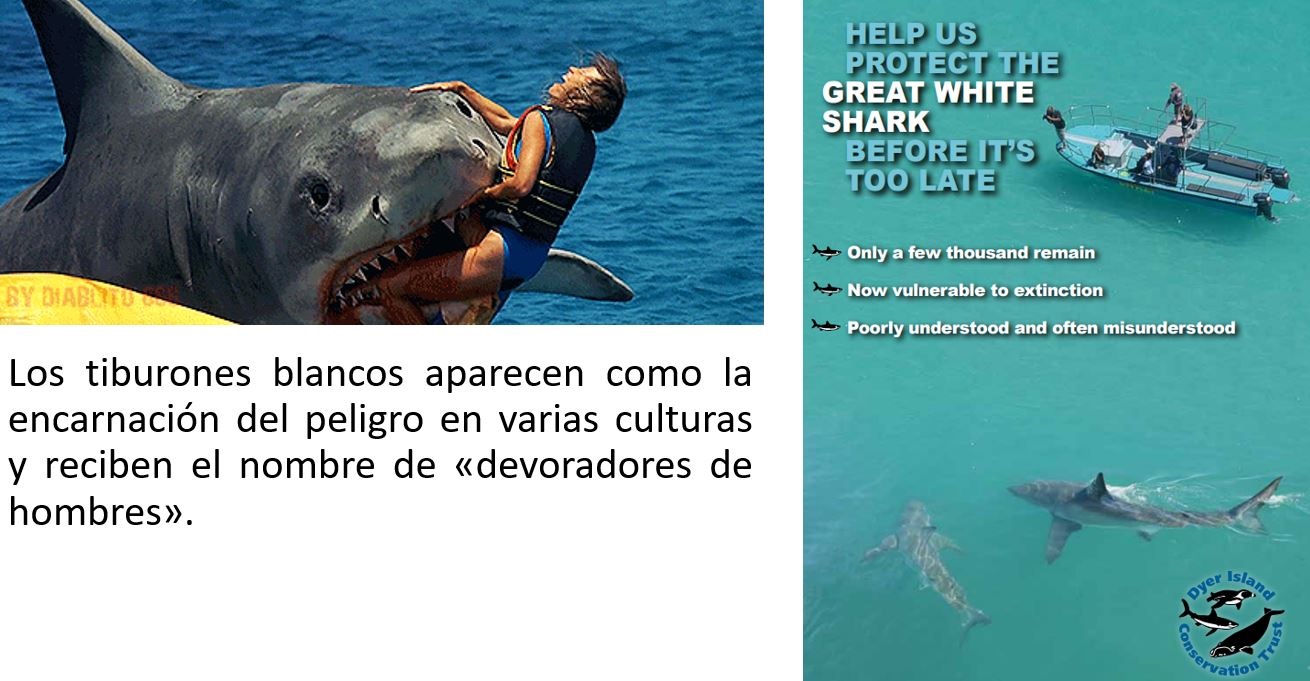 BY DIABLITO 666
Los tiburones blancos aparecen como la
encarnación del peligro en varias culturas
y reciben el nombre de «devoradores de
hombres».
HELP US
PROTECT THE
GREAT WHITE
SHARK
BEFORE IT’S
TOO LATE
Only a few thousand remain
Now vulnerable to extinction
Poorly understood and often misunderstood
Dyer Island
Conservation Trust